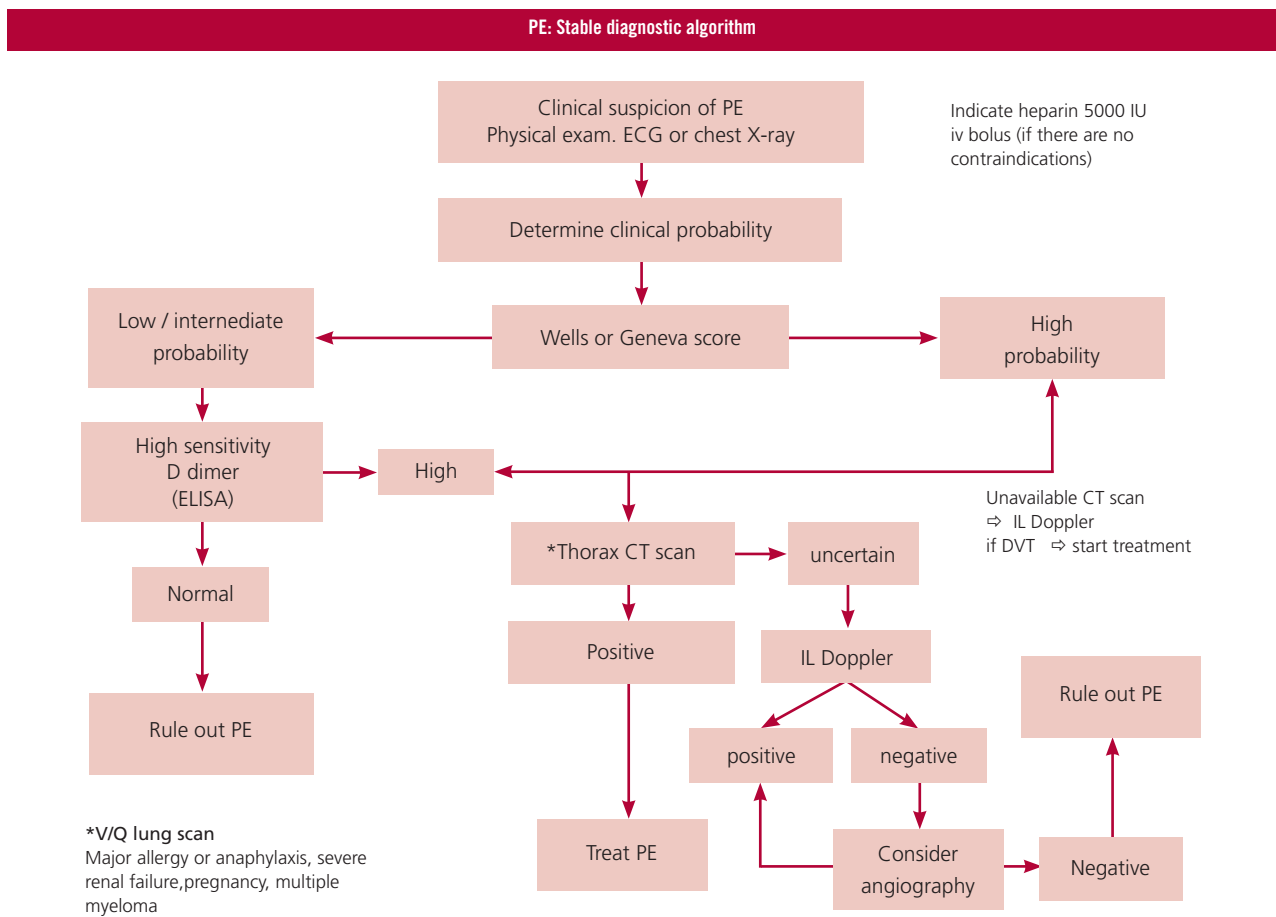 PE: Stable diagnostic algorithm
Clinical suspicion of PE
Physical exam. ECG or chest X-ray
Indicate heparin 5000 IU
iv bolus (if there are no
contraindications)
Determine clinical probability
Low / internediate
probability
Wells or Geneva score
High
probability
High sensitivity
D dimer
(ELISA)
High
Unavailable CT scan
⇨ IL Doppler
if DVT ⇨ start treatment
*Thorax CT scan
uncertain
Normal
Positive
IL Doppler
Rule out PE
Rule out PE
positive
negative
*V/Q lung scan
Major allergy or anaphylaxis, severe
renal failure,pregnancy, multiple
myeloma
Treat PE
Consider
angiography
Negative